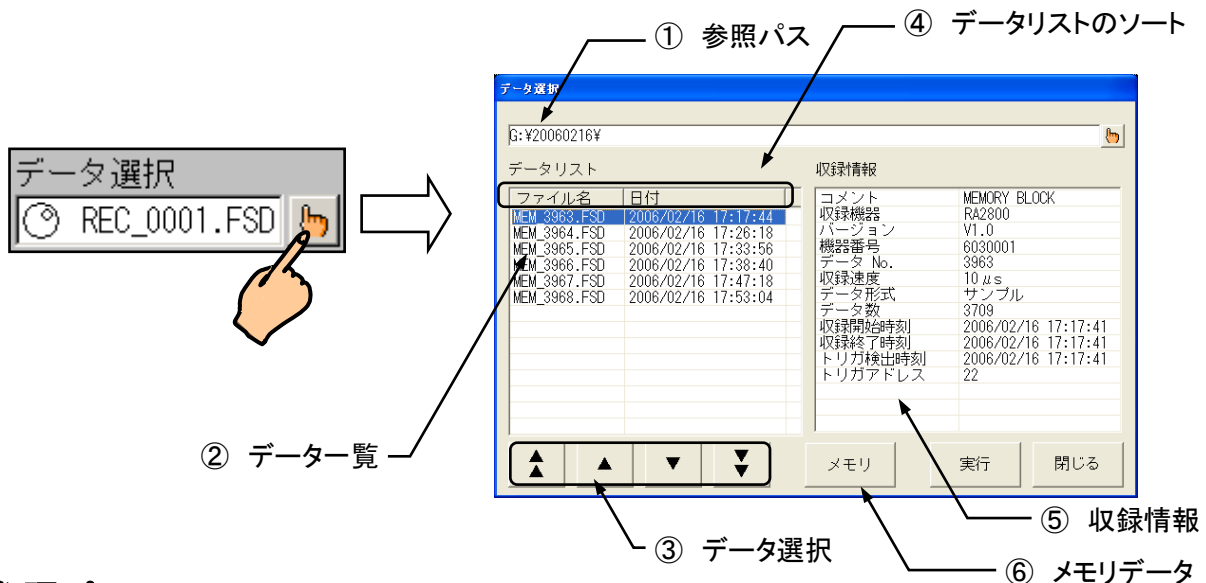 ① 参照パス
④ データリストのソート
データ選択
G:¥20060216¥
データリスト
収録情報
ファイル名 日付
MEM_3963.FSD 2006/02/16 17:17:44
MEM_3964.FSD 2006/02/16 17:26:18
MEM_3965.FSD 2006/02/16 17:33:56
MEM_3966.FSD 2006/02/16 17:38:40
MEM_3967.FSD 2006/02/16 17:47:18
MEM_3968.FSD 2006/02/16 17:53:04
コメント MEMORY BLOCK
収録機器 RA2800
バージョン V1.0
機器番号 6030001
データ No. 3963
収録速度 10μs
データ形式 サンプル
データ数 3709
収録開始時刻 2006/02/16 17:17:41
収録終了時刻 2006/02/16 17:17:41
トリガ検出時刻 2006/02/16 17:17:41
トリガアドレス 22
データ選択
REC_0001.FSD
② データ一覧
メモリ
実行
閉じる
③ データ選択
⑤ 収録情報
⑥ メモリデータ